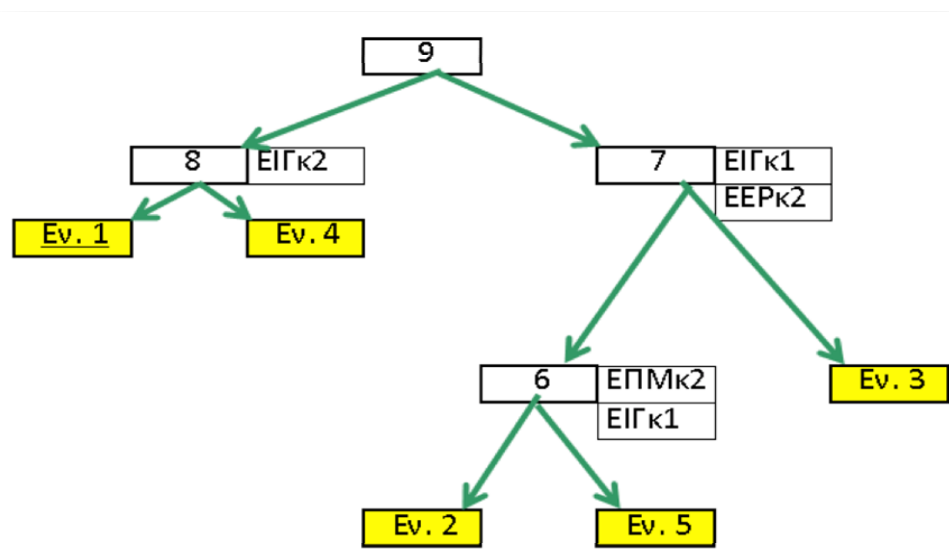 9
8 ΕΙΓκ2
7 ΕΙΓκ1
ΕΕΡκ2
Εν. 1
Εν. 4
6 ΕΠΜκ2
ΕΙΓκ1
Εν. 3
Εν. 2
Εν. 5